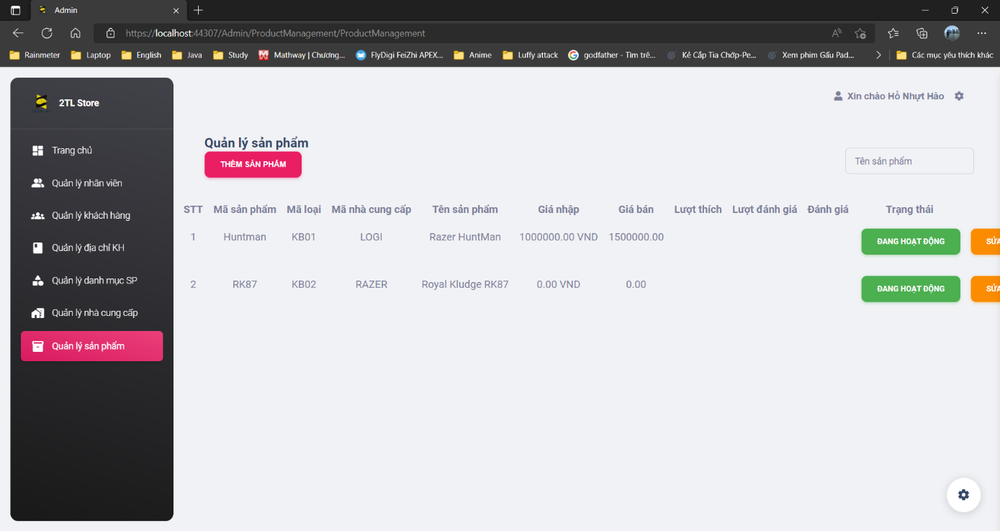 Admin
https://localhost:44307/Admin/ProductManagement/ProductManagement
Rainmeter Laptop English Java Study Mathway | Chương... FlyDigi FeiZhi APEX... Anime Luffy attack godfather - Tìm trê... Kẻ Cắp Tia Chớp-Pe... Xem phim Gấu Pad... Các mục yêu thích khác
2TL Store
Xin chào Hồ Nhựt Hào
Trang chủ
Quản lý nhân viên
Quản lý khách hàng
Quản lý địa chỉ KH
Quản lý danh mục SP
Quản lý nhà cung cấp
Quản lý sản phẩm
Quản lý sản phẩm
THÊM SẢN PHẨM
Tên sản phẩm
STT Mã sản phẩm Mã loại Mã nhà cung cấp Tên sản phẩm Giá nhập Giá bán Lượt thích Lượt đánh giá Đánh giá Trạng thái
1 Huntman KB01 LOGI Razer HuntMan 1000000.00 VND 1500000.00 ĐANG HOẠT ĐỘNG SỬA
2 RK87 KB02 RAZER Royal Kludge RK87 0.00 VND 0.00 ĐANG HOẠT ĐỘNG SỬA